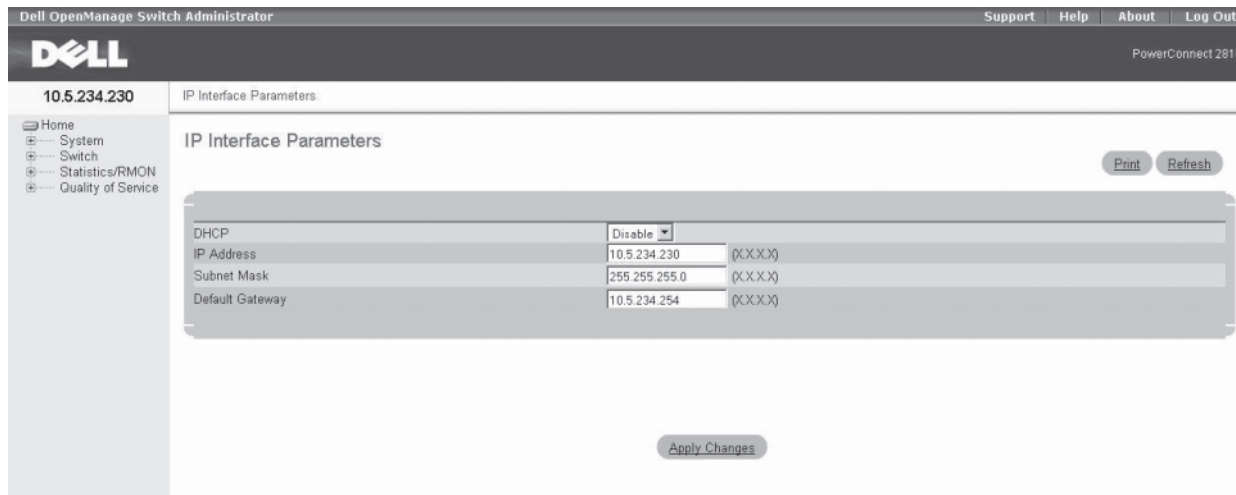 Dell OpenManage Switch Administrator Support Help About Log Out
DELL
PowerConnect 281
10.5.234.230 IP Interface Parameters
Home
System
Switch
Statistics/RMON
Quality of Service
IP Interface Parameters
Print Refresh
DHCP Disable
IP Address 10.5.234.230 (X.X.X.X)
Subnet Mask 255.255.255.0 (X.X.X.X)
Default Gateway 10.5.234.254 (X.X.X.X)
Apply Changes